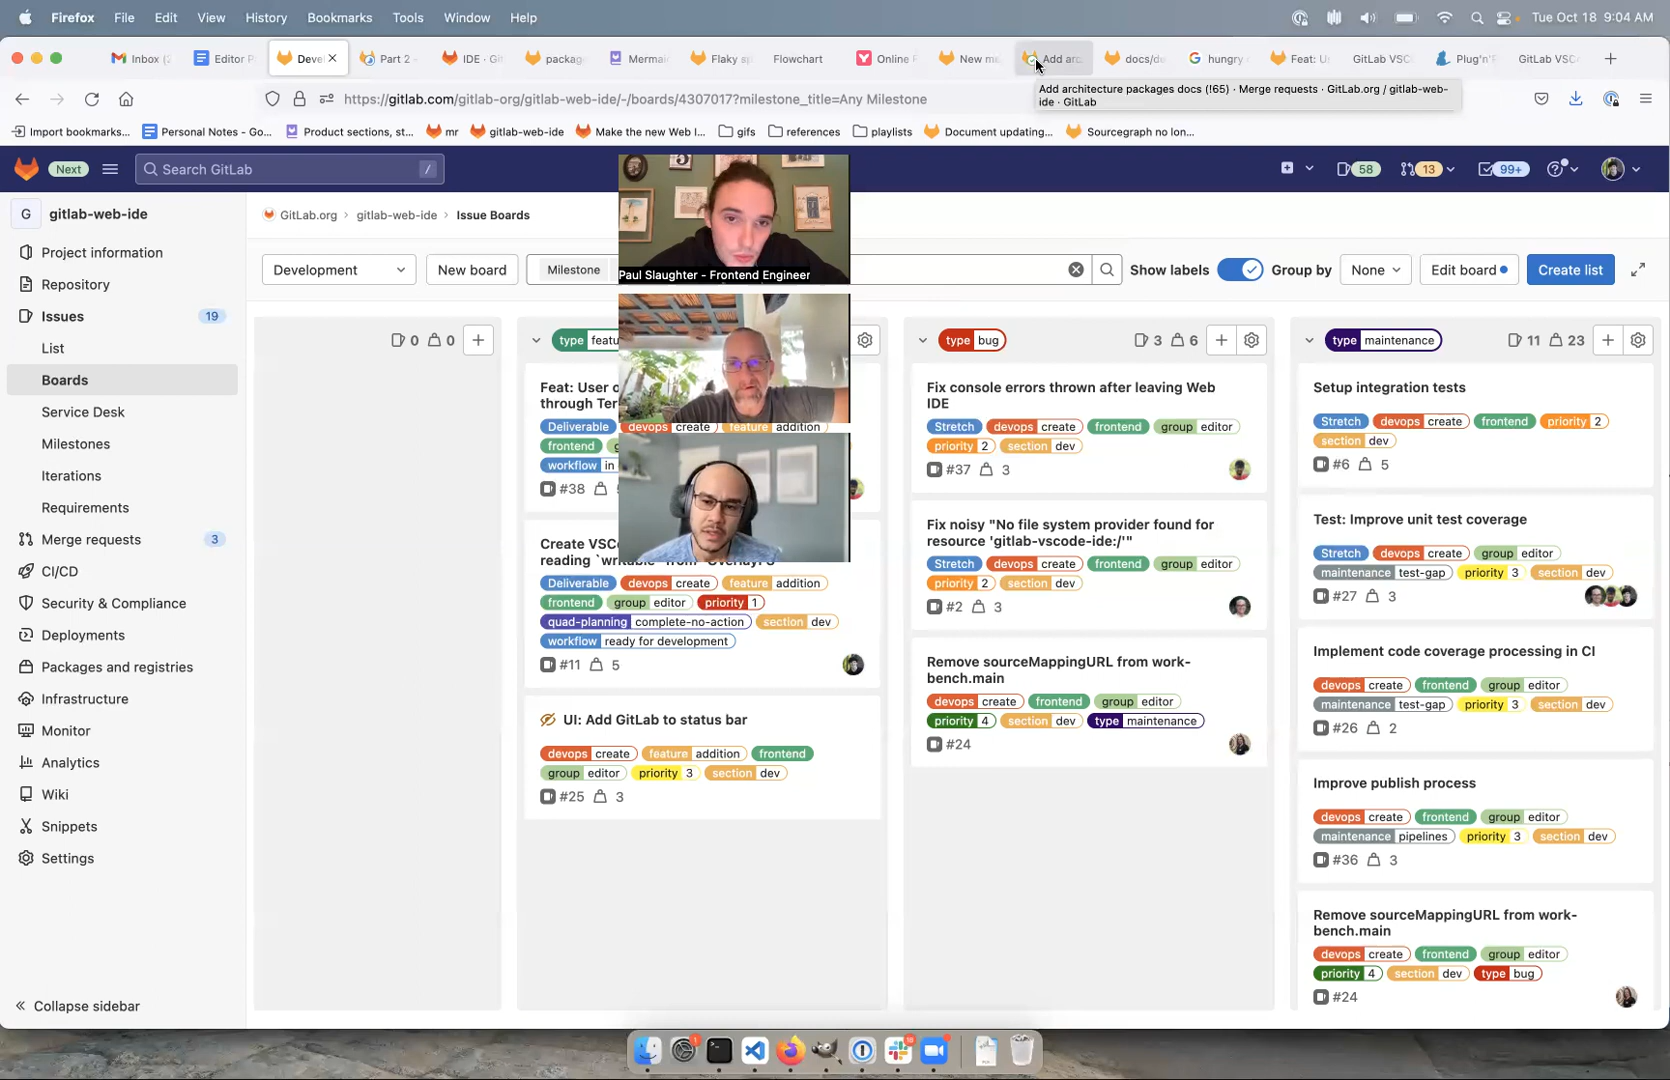 Firefox File Edit View History Bookmarks Tools Window Help
Tue Oct 18 9:04 AM
Inbox (2
Editor P
Deve
Part 2 -
IDE · Git
package
Mermai
Flaky sp
Flowchart
Online F
New me
Add arc
docs/de
hungry
Feat: Us
GitLab VSC
Plug'n'
GitLab VSC
https://gitlab.com/gitlab-org/gitlab-web-ide/-/boards/4307017?milestone_title=Any Milestone
Add architecture packages docs (!65) · Merge requests · GitLab.org / gitlab-web-
ide · GitLab
Import bookmarks...
Personal Notes - Go...
Product sections, st...
mr
gitlab-web-ide
Make the new Web I...
gifs
references
playlists
Document updating...
Sourcegraph no lon...
Next
Search GitLab
/
58
13
99+
G
gitlab-web-ide
Project information
Repository
Issues 19
List
Boards
Service Desk
Milestones
Iterations
Requirements
Merge requests 3
CI/CD
Security & Compliance
Deployments
Packages and registries
Infrastructure
Monitor
Analytics
Wiki
Snippets
Settings
Collapse sidebar
GitLab.org
gitlab-web-ide
Issue Boards
Development
New board
Milestone
Show labels
Group by
None
Edit board
Create list
Paul Slaughter - Frontend Engineer
0 0
type featu
Feat: User
through Ter
Deliverable devops create feature addition
frontend
workflow in
#38
Create VSC
reading `writable` from
Deliverable devops create feature addition
frontend group editor priority 1
quad-planning complete-no-action section dev
workflow ready for development
#11 5
UI: Add GitLab to status bar
devops create feature addition frontend
group editor priority 3 section dev
#25 3
type bug 3 6
Fix console errors thrown after leaving Web
IDE
Stretch devops create frontend group editor
priority 2 section dev
#37 3
Fix noisy "No file system provider found for
resource 'gitlab-vscode-ide:/'"
Stretch devops create frontend group editor
priority 2 section dev
#2 3
Remove sourceMappingURL from work-
bench.main
devops create frontend group editor
priority 4 section dev type maintenance
#24
type maintenance 11 23
Setup integration tests
Stretch devops create frontend priority 2
section dev
#6 5
Test: Improve unit test coverage
Stretch devops create group editor
maintenance test-gap priority 3 section dev
#27 3
Implement code coverage processing in CI
devops create frontend group editor
maintenance test-gap priority 3 section dev
#26 2
Improve publish process
devops create frontend group editor
maintenance pipelines priority 3 section dev
#36 3
Remove sourceMappingURL from work-
bench.main
devops create frontend group editor
priority 4 section dev type bug
#24